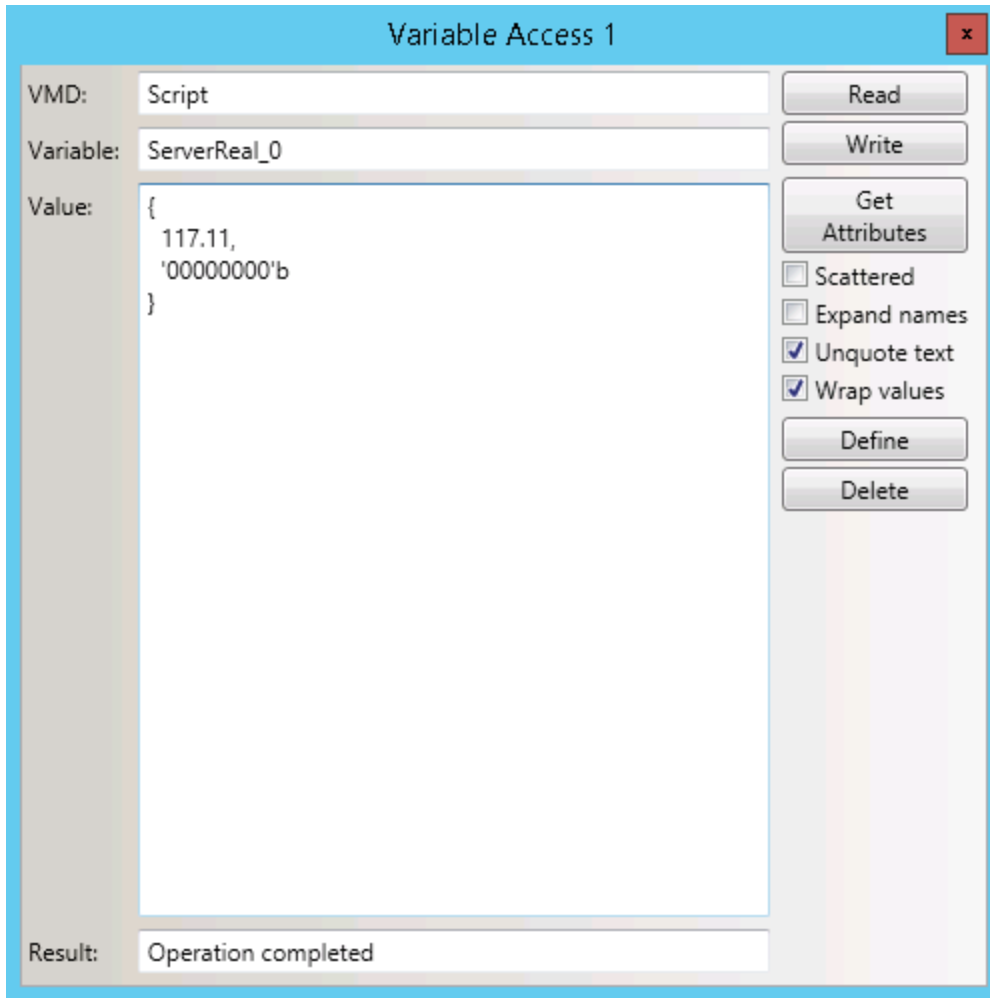 Variable Access 1
x
VMD:
Script
Read
Variable:
ServerReal_0
Write
Value:
{
117.11,
'00000000'b
}
Get
Attributes
Scattered
Expand names
Unquote text
Wrap values
Define
Delete
Result:
Operation completed